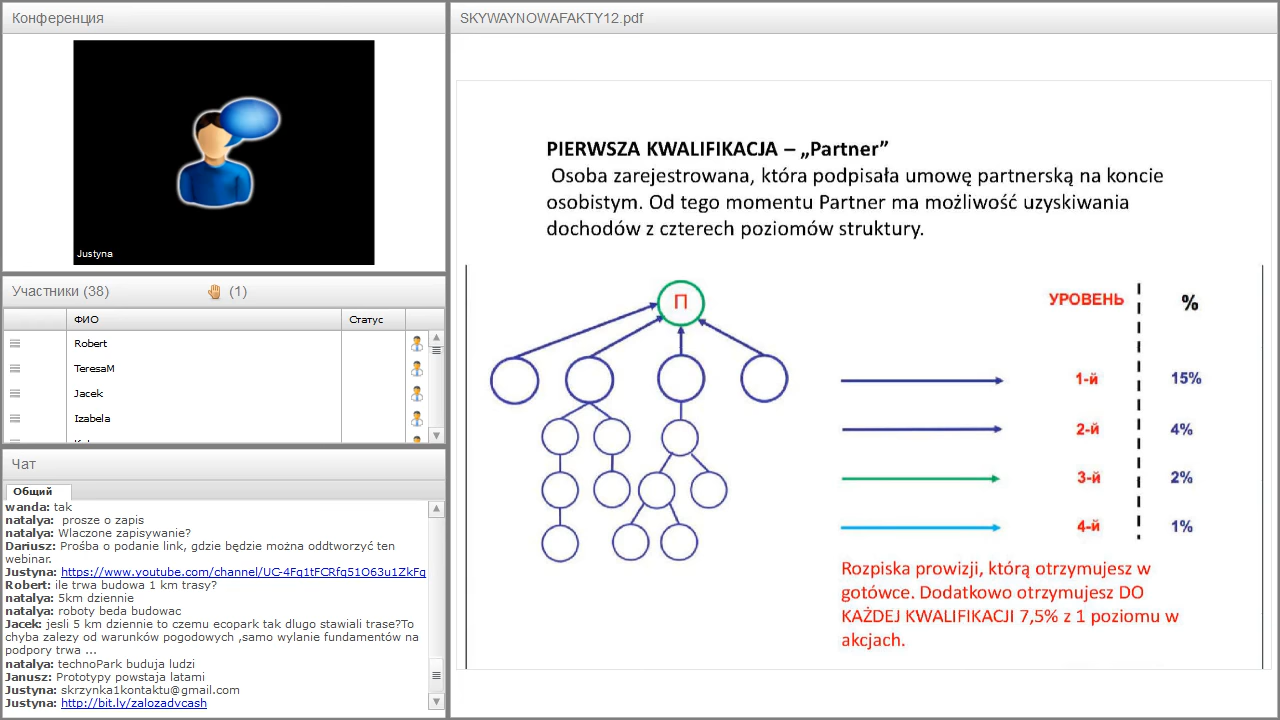 Конференция
Justyna
Участники (38)
(1)
ФИО
Статус
Robert
TeresaM
Jacek
Izabela
Чат
Общий
wanda: tak
natalya: prosze o zapis
natalya: Wlaczone zapisywanie?
Dariusz: Prośba o podanie link, gdzie będzie można oddtworzyć ten
webinar.
Justyna: https://www.youtube.com/channel/UC-4Fq1tFCRfq51O63u1ZkFg
Robert: ile trwa budowa 1 km trasy?
natalya: 5km dziennie
natalya: roboty beda budowac
Jacek: jesli 5 km dziennie to czemu ecopark tak dlugo stawiali trase?To
chyba zalezy od warunków pogodowych ,samo wylanie fundamentów na
podpory trwa ...
natalya: technoPark buduja ludzi
Janusz: Prototypy powstaja latami
Justyna: skrzynka1kontaktu@gmail.com
Justyna: http://bit.ly/zalozadvcash
SKYWAYNOWAFAKTY12.pdf
PIERWSZA KWALIFIKACJA – „Partner”
Osoba zarejestrowana, która podpisała umowę partnerską na koncie
osobistym. Od tego momentu Partner ma możliwość uzyskiwania
dochodów z czterech poziomów struktury.
П
УРОВЕНЬ %
1-й 15%
2-й 4%
3-й 2%
4-й 1%
Rozpiska prowizji, którą otrzymujesz w
gotówce. Dodatkowo otrzymujesz DO
KAŻDEJ KWALIFIKACJI 7,5% z 1 poziomu w
akcjach.